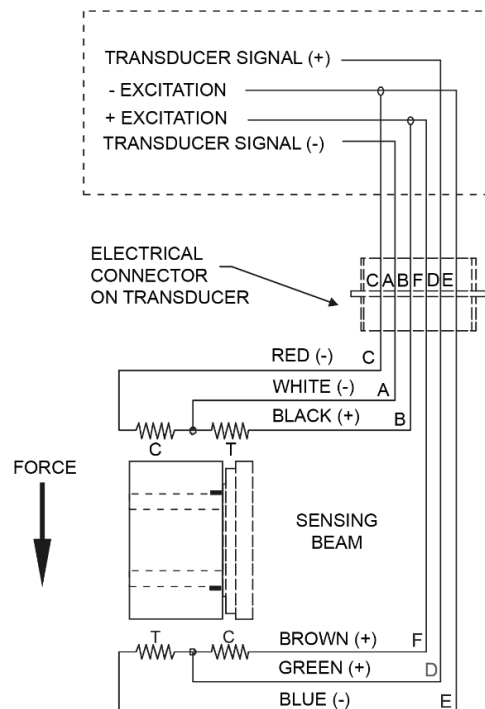 TRANSDUCER SIGNAL (+)
- EXCITATION
+ EXCITATION
TRANSDUCER SIGNAL (-)
ELECTRICAL
CONNECTOR
ON TRANSDUCER
C A B F D E
RED (-) C
WHITE (-) A
BLACK (+) B
C T
FORCE
SENSING
BEAM
T C
BROWN (+) F
GREEN (+) D
BLUE (-) E